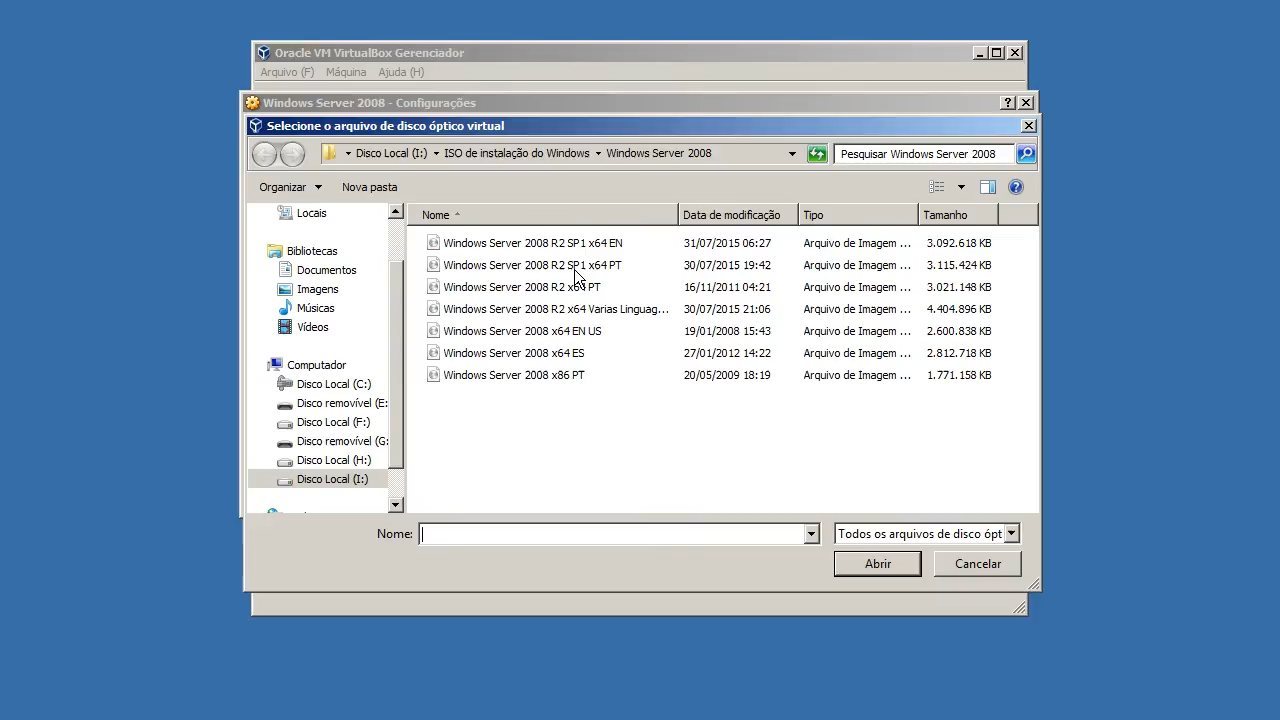 Oracle VM VirtualBox Gerenciador
Arquivo (F) Máquina Ajuda (H)
Windows Server 2008 - Configurações
Selecione o arquivo de disco óptico virtual
Disco Local (I:) ISO de instalação do Windows Windows Server 2008
Pesquisar Windows Server 2008
Organizar Nova pasta
Locais
Bibliotecas
Documentos
Imagens
Músicas
Vídeos
Computador
Disco Local (C:)
Disco removível (E:
Disco Local (F:)
Disco removível (G:
Disco Local (H:)
Disco Local (I:)
Nome Data de modificação Tipo Tamanho
Windows Server 2008 R2 SP1 x64 EN 31/07/2015 06:27 Arquivo de Imagem ... 3.092.618 KB
Windows Server 2008 R2 SP1 x64 PT 30/07/2015 19:42 Arquivo de Imagem ... 3.115.424 KB
Windows Server 2008 R2 x64 PT 16/11/2011 04:21 Arquivo de Imagem ... 3.021.148 KB
Windows Server 2008 R2 x64 Varias Linguag... 30/07/2015 21:06 Arquivo de Imagem ... 4.404.896 KB
Windows Server 2008 x64 EN US 19/01/2008 15:43 Arquivo de Imagem ... 2.600.838 KB
Windows Server 2008 x64 ES 27/01/2012 14:22 Arquivo de Imagem ... 2.812.718 KB
Windows Server 2008 x86 PT 20/05/2009 18:19 Arquivo de Imagem ... 1.771.158 KB
Nome:
Todos os arquivos de disco ópt
Abrir Cancelar